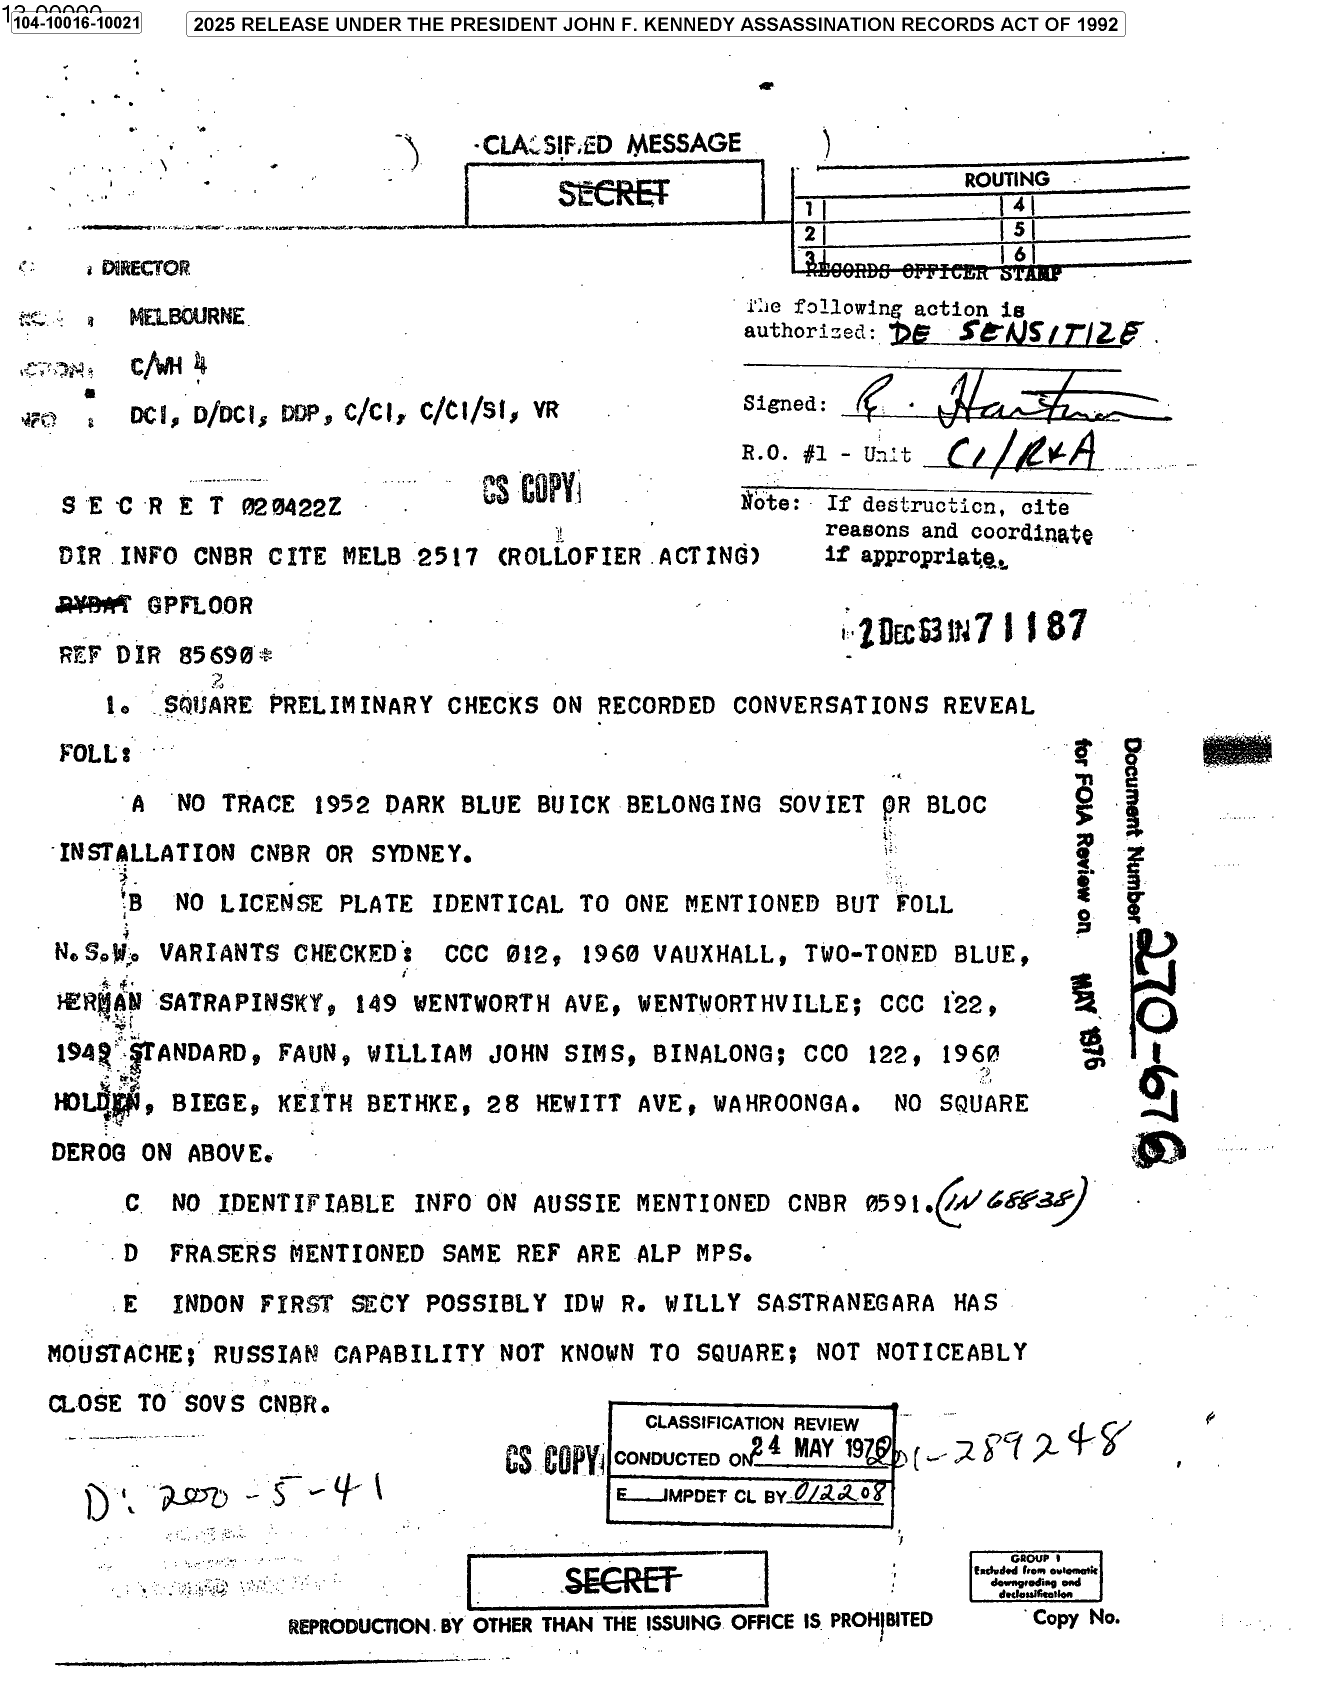 104-10016-10021
2025 RELEASE UNDER THE PRESIDENT JOHN F. KENNEDY ASSASSINATION RECORDS ACT OF 1992
CLASSIFIED MESSAGE
SECRET
ROUTING
1 4
2 5
3 6
: DIRECTOR
RECORDS OFFICER STAMP
: MELBOURNE
The following action is
authorized: DE SENSITIZE
ACTION: C/WH 4
INFO : DCI, D/DCI, DDP, C/CI, C/CI/SI, VR
Signed: R. Hartman
R.O. #1 - Unit CI/R&A
Note: If destruction, cite
reasons and coordinate
if appropriate.
S E C R E T 020422Z
CS COPY
1
DIR INFO CNBR CITE MELB 2517 (ROLLOFIER ACTING)
RYBAT GPFLOOR
2 DEC 63 IN 71187
REF DIR 85690*
2
1. SQUARE PRELIMINARY CHECKS ON RECORDED CONVERSATIONS REVEAL
FOLL:
A NO TRACE 1952 DARK BLUE BUICK BELONGING SOVIET OR BLOC
INSTALLATION CNBR OR SYDNEY.
B NO LICENSE PLATE IDENTICAL TO ONE MENTIONED BUT FOLL
N.S.W. VARIANTS CHECKED: CCC 012, 1960 VAUXHALL, TWO-TONED BLUE,
HERMAN SATRAPINSKY, 149 WENTWORTH AVE, WENTWORTHVILLE; CCC 122,
1949 STANDARD, FAUN, WILLIAM JOHN SIMS, BINALONG; CCO 122, 1960
2
HOLDEN, BIEGE, KEITH BETHKE, 28 HEWITT AVE, WAHROONGA. NO SQUARE
DEROG ON ABOVE.
C NO IDENTIFIABLE INFO ON AUSSIE MENTIONED CNBR 0591. (IN 68838)
D FRASERS MENTIONED SAME REF ARE ALP MPS.
E INDON FIRST SECY POSSIBLY IDW R. WILLY SASTRANEGARA HAS
MOUSTACHE; RUSSIAN CAPABILITY NOT KNOWN TO SQUARE; NOT NOTICEABLY
CLOSE TO SOVS CNBR.
Document Number 270-676
for FOIA Review on MAY 1976
CS COPY
CLASSIFICATION REVIEW
CONDUCTED ON 24 MAY 1976
E IMPDET CL BY 012208
201-289248
D: 200-5-41
SECRET
GROUP 1
Excluded from automatic
downgrading and
declassification
REPRODUCTION BY OTHER THAN THE ISSUING OFFICE IS PROHIBITED
Copy No.